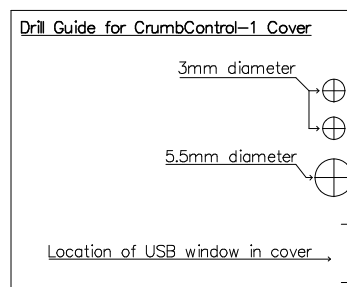 Drill Guide for CrumbControl-1 Cover
3mm diameter
5.5mm diameter
Location of USB window in cover